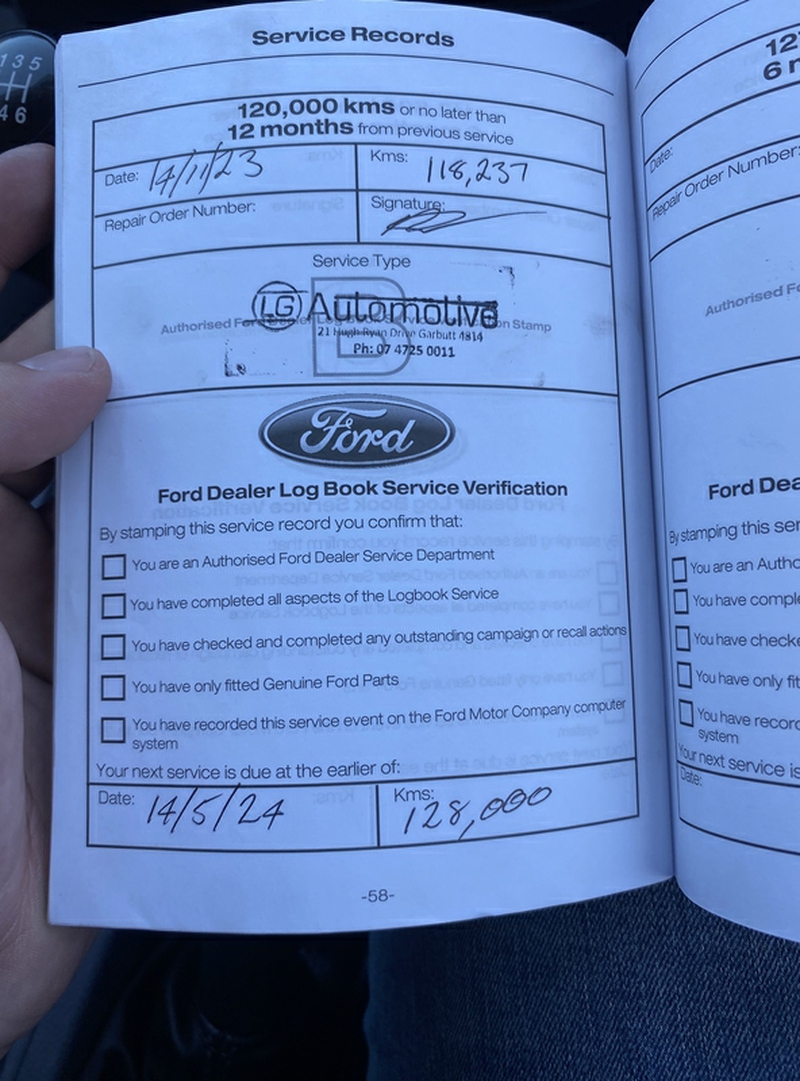 1 3 5
4 6
Service Records
120,000 kms or no later than
12 months from previous service
Date: 14/11/23
Kms: 118,237
Repair Order Number:
Signature:
Service Type
B
LG Automotive
Authorised Ford Dealer Log Book Service on Stamp
21 Hugh Ryan Drive Garbutt 4814
Ph: 07 4725 0011
Ford
Ford Dealer Log Book Service Verification
By stamping this service record you confirm that:
You are an Authorised Ford Dealer Service Department
You have completed all aspects of the Logbook Service
You have checked and completed any outstanding campaign or recall actions
You have only fitted Genuine Ford Parts
You have recorded this service event on the Ford Motor Company computer
system
Your next service is due at the earlier of:
Date: 14/5/24
Kms: 128,000
-58-
12
6 m
Date:
Repair Order Number:
Authorised Fo
Ford Dea
By stamping this ser
You are an Autho
You have comple
You have checke
You have only fit
You have record
system
Your next service is
Date: